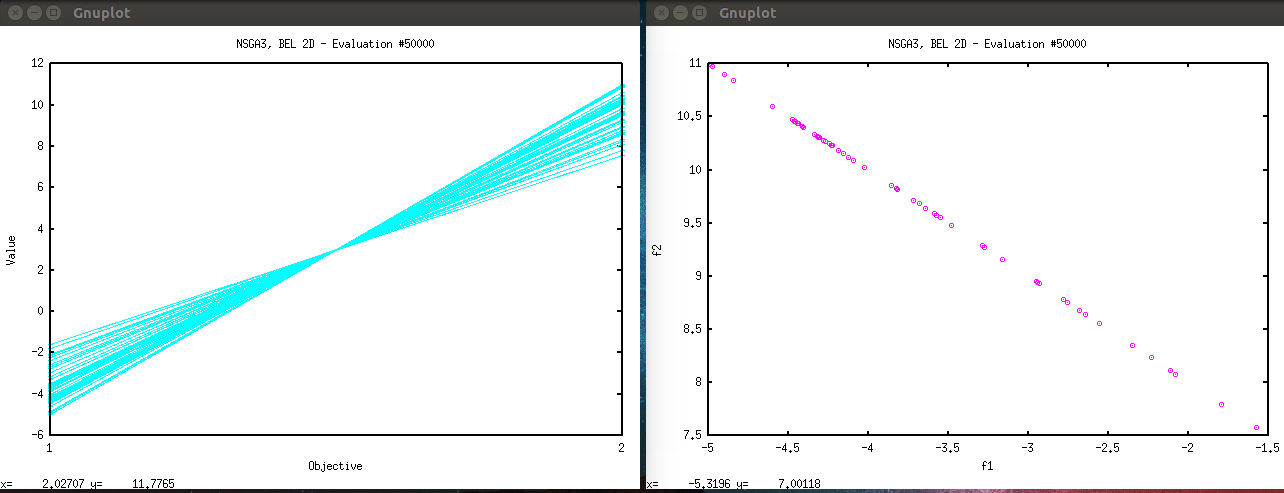 Gnuplot
NSGA3, BEL 2D - Evaluation #50000
12
10
8
6
4
2
0
-2
-4
-6
Value
1
2
Objective
x= 2.02707 y= 11.7765
Gnuplot
NSGA3, BEL 2D - Evaluation #50000
11
10.5
10
9.5
9
8.5
8
7.5
f2
-5
-4.5
-4
-3.5
-3
-2.5
-2
-1.5
f1
x= -5.3196 y= 7.00118